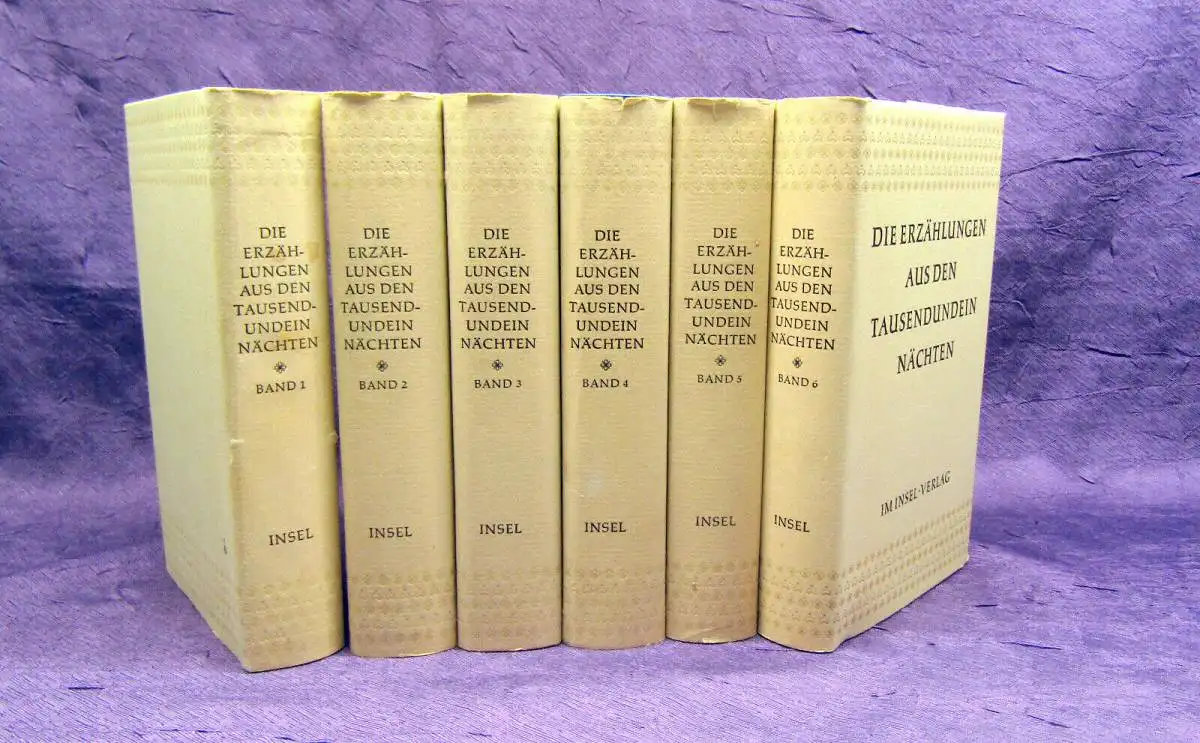 DIE
ERZÄH-
LUNGEN
AUS DEN
TAUSEND-
UNDEIN
NÄCHTEN
BAND 1
INSEL
DIE
ERZÄH-
LUNGEN
AUS DEN
TAUSEND-
UNDEIN
NÄCHTEN
BAND 2
INSEL
DIE
ERZÄH-
LUNGEN
AUS DEN
TAUSEND-
UNDEIN
NÄCHTEN
BAND 3
INSEL
DIE
ERZÄH-
LUNGEN
AUS DEN
TAUSEND-
UNDEIN
NÄCHTEN
BAND 4
INSEL
DIE
ERZÄH-
LUNGEN
AUS DEN
TAUSEND-
UNDEIN
NÄCHTEN
BAND 5
INSEL
DIE
ERZÄH-
LUNGEN
AUS DEN
TAUSEND-
UNDEIN
NÄCHTEN
BAND 6
INSEL
DIE ERZÄHLUNGEN
AUS DEN
TAUSENDUNDEIN
NÄCHTEN
IM INSEL-VERLAG